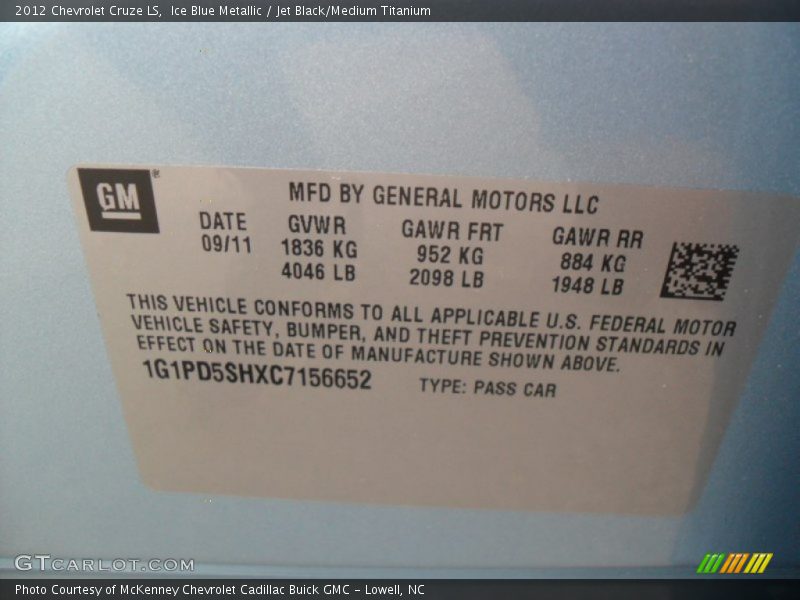 2012 Chevrolet Cruze LS,  Ice Blue Metallic / Jet Black/Medium Titanium
GM®
MFD BY GENERAL MOTORS LLC
DATE GVWR GAWR FRT GAWR RR
09/11 1836 KG 952 KG 884 KG
4046 LB 2098 LB 1948 LB
THIS VEHICLE CONFORMS TO ALL APPLICABLE U.S. FEDERAL MOTOR
VEHICLE SAFETY, BUMPER, AND THEFT PREVENTION STANDARDS IN
EFFECT ON THE DATE OF MANUFACTURE SHOWN ABOVE.
1G1PD5SHXC7156652 TYPE: PASS CAR
GTCARLOT.COM
Photo Courtesy of McKenney Chevrolet Cadillac Buick GMC - Lowell, NC